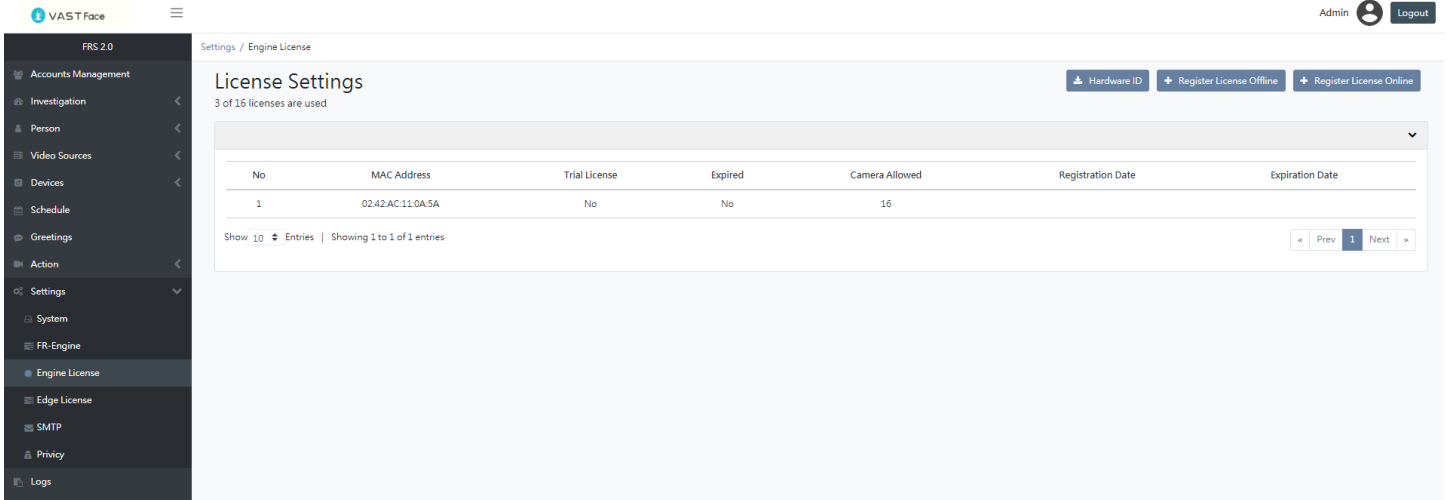 VAST Face
Admin Logout
FRS 2.0
Settings / Engine License
Accounts Management
Investigation
Person
Video Sources
Devices
Schedule
Greetings
Action
Settings
System
FR-Engine
Engine License
Edge License
SMTP
Privicy
Logs
License Settings
Hardware ID + Register License Offline + Register License Online
3 of 16 licenses are used
No MAC Address Trial License Expired Camera Allowed Registration Date Expiration Date
1 02:42:AC:11:0A:5A No No 16
Show 10 Entries | Showing 1 to 1 of 1 entries
« Prev 1 Next »